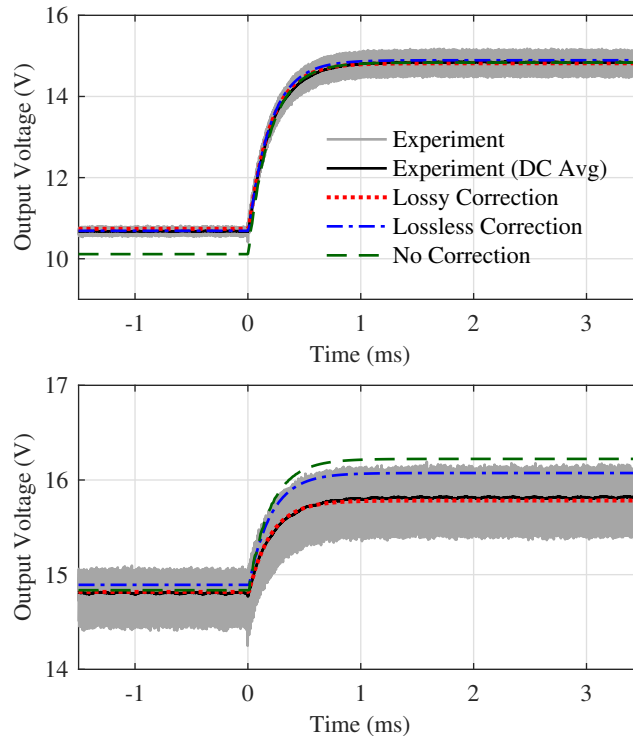 16
14
12
10
Output Voltage (V)
Experiment
Experiment (DC Avg)
Lossy Correction
Lossless Correction
No Correction
-1 0 1 2 3
Time (ms)
17
16
15
14
Output Voltage (V)
-1 0 1 2 3
Time (ms)